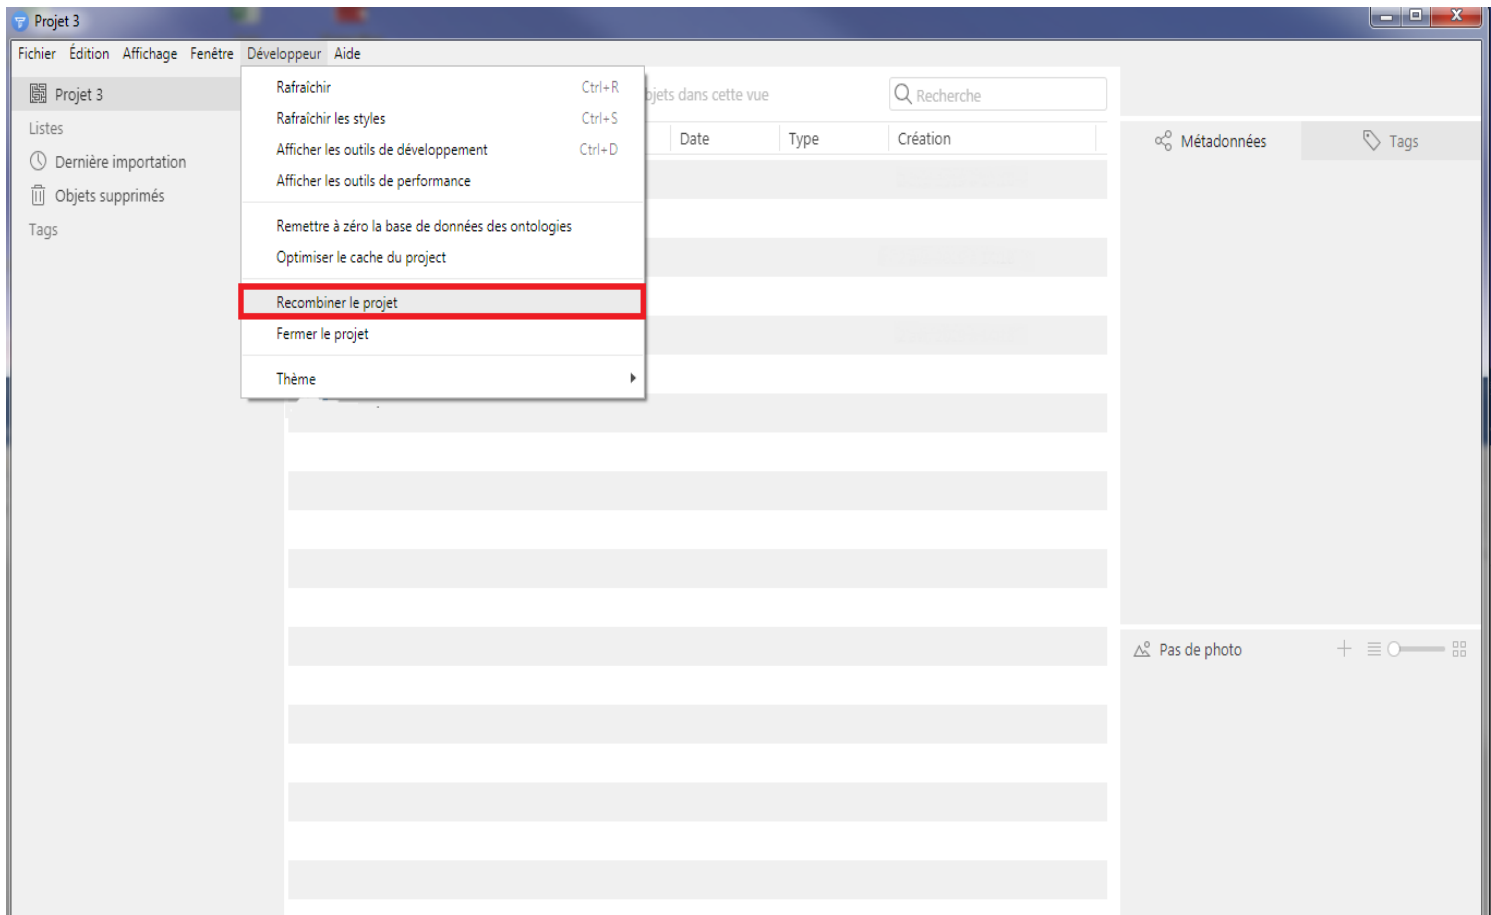 Projet 3
Fichier Édition Affichage Fenêtre Développeur Aide
Projet 3
Listes
Dernière importation
Objets supprimés
Tags
Rafraîchir Ctrl+R
Rafraîchir les styles Ctrl+S
Afficher les outils de développement Ctrl+D
Afficher les outils de performance
Remettre à zéro la base de données des ontologies
Optimiser le cache du project
Recombiner le projet
Fermer le projet
Thème
dans cette vue
Recherche
Date Type Création
Métadonnées Tags
Pas de photo